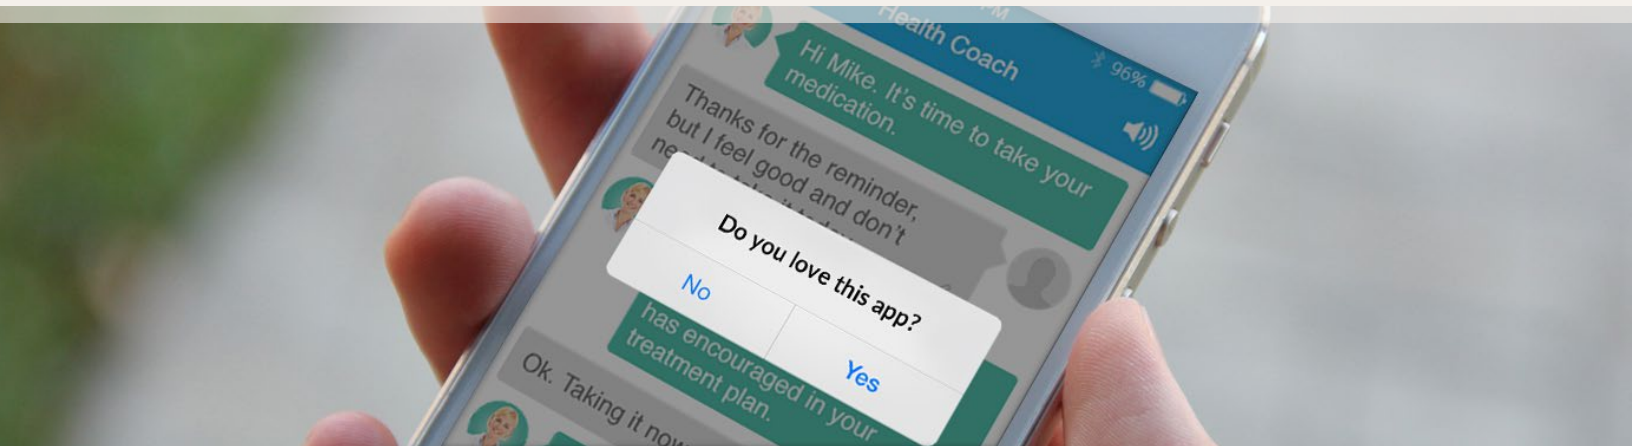 PM
Health Coach
96%
Hi Mike. It's time to take your
medication.
Thanks for the reminder,
but I feel good and don't
Do you love this app?
No
Yes
has encouraged in your
treatment plan.
Ok. Taking it now